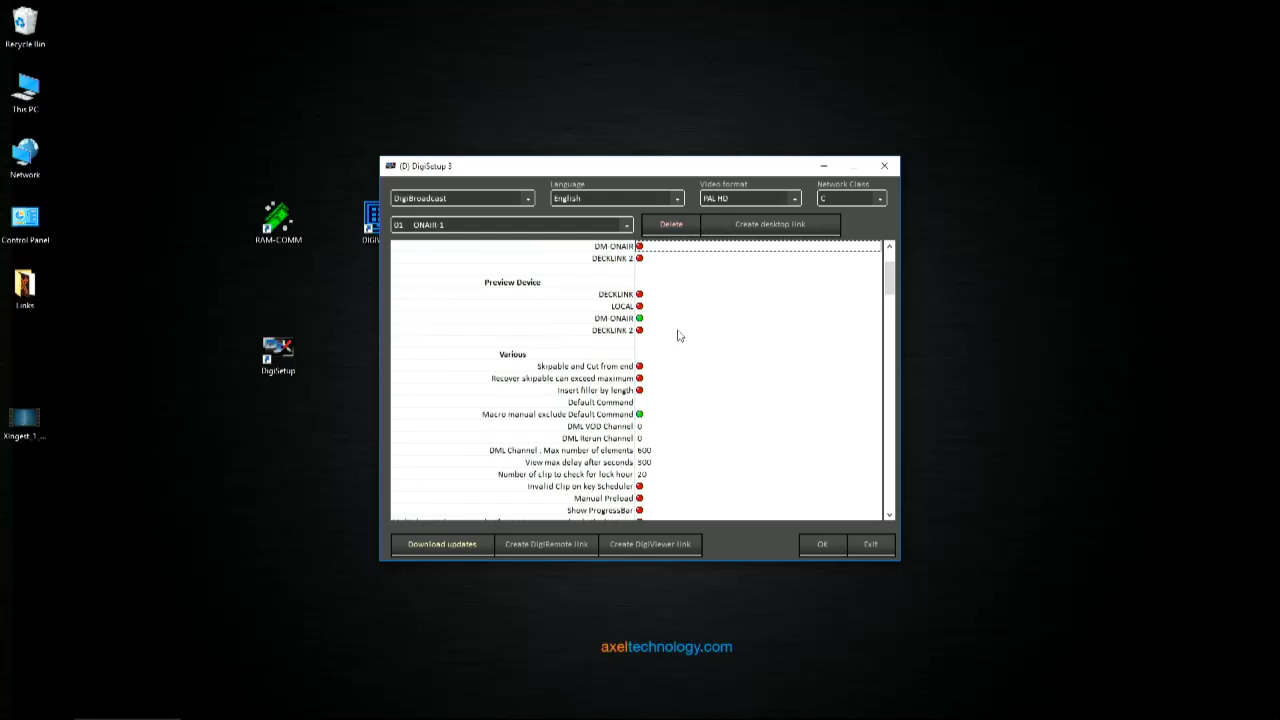 Recycle Bin
This PC
Network
Control Panel
Links
Xingest_1_...
RAM-COMM
DigiSetup
(D) DigiSetup 3
Language
Video format
Network Class
DigiBroadcast
English
PAL HD
C
01 ONAIR-1
Delete
Create desktop link
DM-ONAIR
DECKLINK 2
Preview Device
DECKLINK
LOCAL
DM-ONAIR
DECKLINK 2
Various
Skipable and Cut from end
Recover skipable can exceed maximum
Insert filler by length
Default Command
Macro manual exclude Default Command
DML VOD Channel 0
DML Rerun Channel 0
DML Channel : Max number of elements 600
View max delay after seconds 300
Number of clip to check for lock hour 20
Invalid Clip on key Scheduler
Manual Preload
Show ProgressBar
Download updates
Create DigiRemote link
Create DigiViewer link
OK
Exit
axeltechnology.com